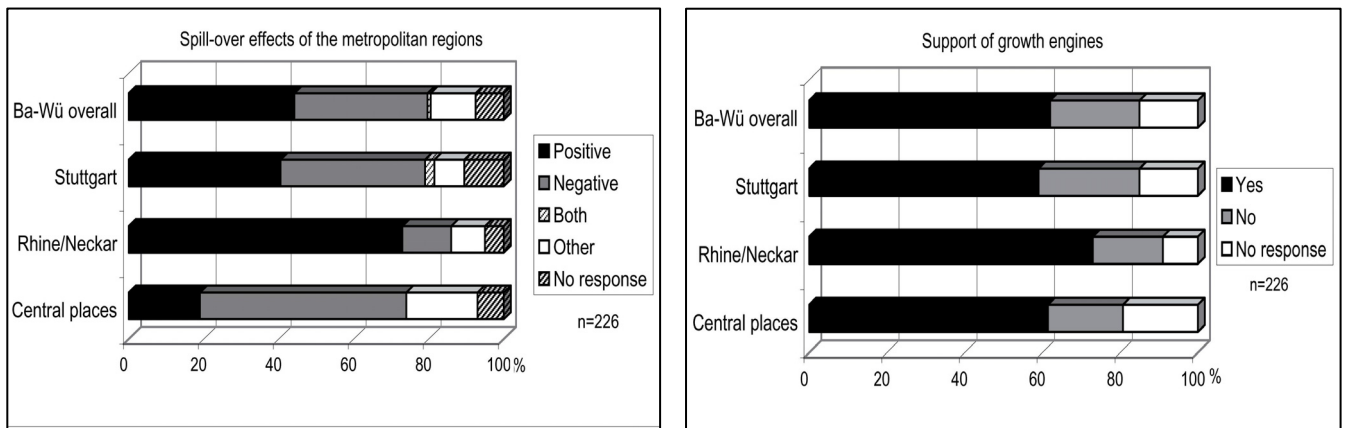 Spill-over effects of the metropolitan regions
Ba-Wü overall
Stuttgart
Rhine/Neckar
Central places
0 20 40 60 80 100 %
Positive
Negative
Both
Other
No response
n=226
Support of growth engines
Ba-Wü overall
Stuttgart
Rhine/Neckar
Central places
0 20 40 60 80 100 %
Yes
No
No response
n=226